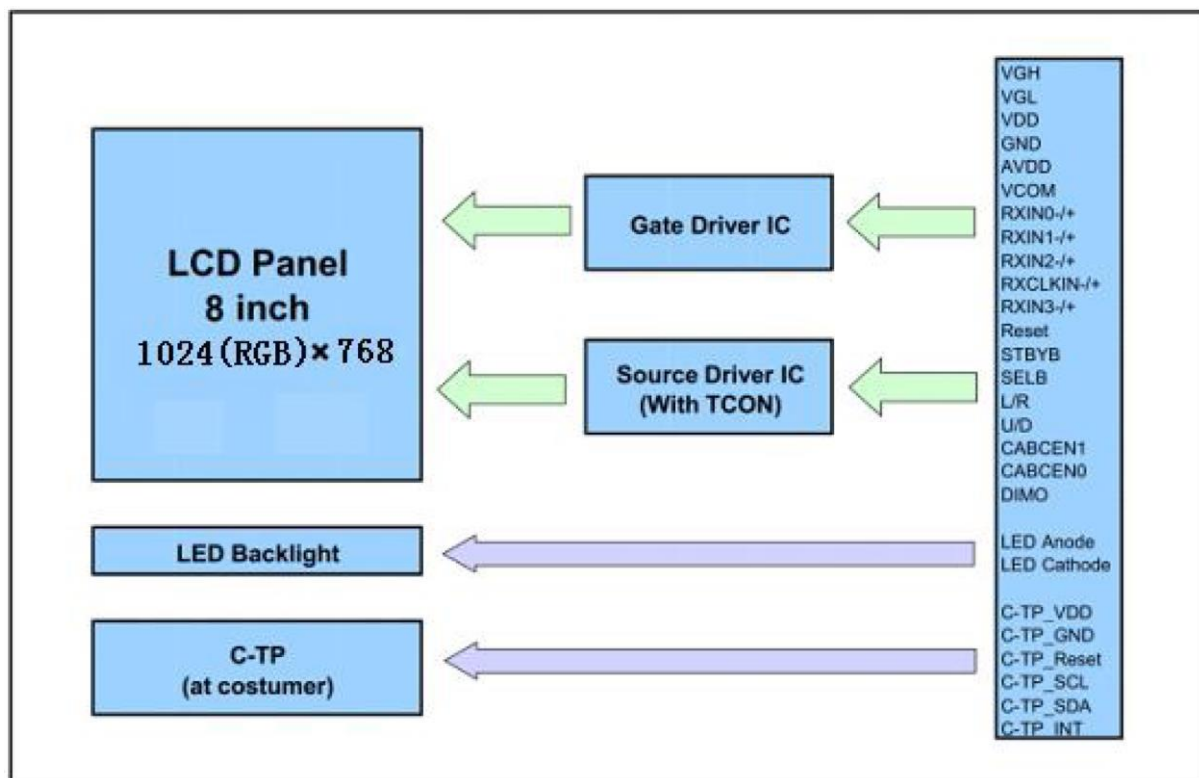 LCD Panel
8 inch
1024(RGB)×768
Gate Driver IC
Source Driver IC
(With TCON)
LED Backlight
C-TP
(at costumer)
VGH
VGL
VDD
GND
AVDD
VCOM
RXIN0-/+
RXIN1-/+
RXIN2-/+
RXCLKIN-/+
RXIN3-/+
Reset
STBYB
SELB
L/R
U/D
CABCEN1
CABCEN0
DIMO
LED Anode
LED Cathode
C-TP_VDD
C-TP_GND
C-TP_Reset
C-TP_SCL
C-TP_SDA
C-TP_INT